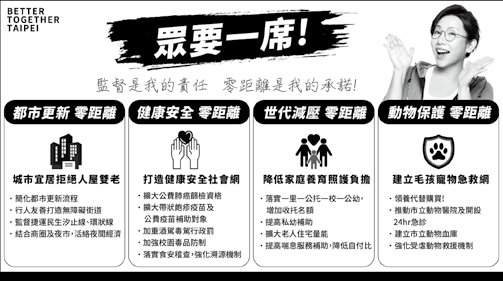 BETTER
TOGETHER
TAIPEI
眾要一席!
監督是我的責任 零距離是我的承諾!
都市更新 零距離
城市宜居拒絕人屋雙老
・簡化都市更新流程
・行人友善打造無障礙街道
・監督捷運民生汐止線、環狀線
・結合商圈及夜市,活絡夜間經濟
健康安全 零距離
打造健康安全社會網
・擴大公費肺癌篩檢資格
・擴大帶狀皰疹疫苗及
公費疫苗補助對象
・加重酒駕毒駕行政罰
・加強校園毒品防制
・落實食安稽查,強化溯源機制
世代減壓 零距離
降低家庭養育照護負擔
・落實一里一公托一校一公幼,
增加收托名額
・提高私幼補助
・擴大老人住宅量能
・提高喘息服務補助,降低自付比
動物保護 零距離
建立毛孩寵物急救網
・領養代替購買!
・推動市立動物醫院及開設
24hr急診
・建立市立動物血庫
・強化受虐動物救援機制